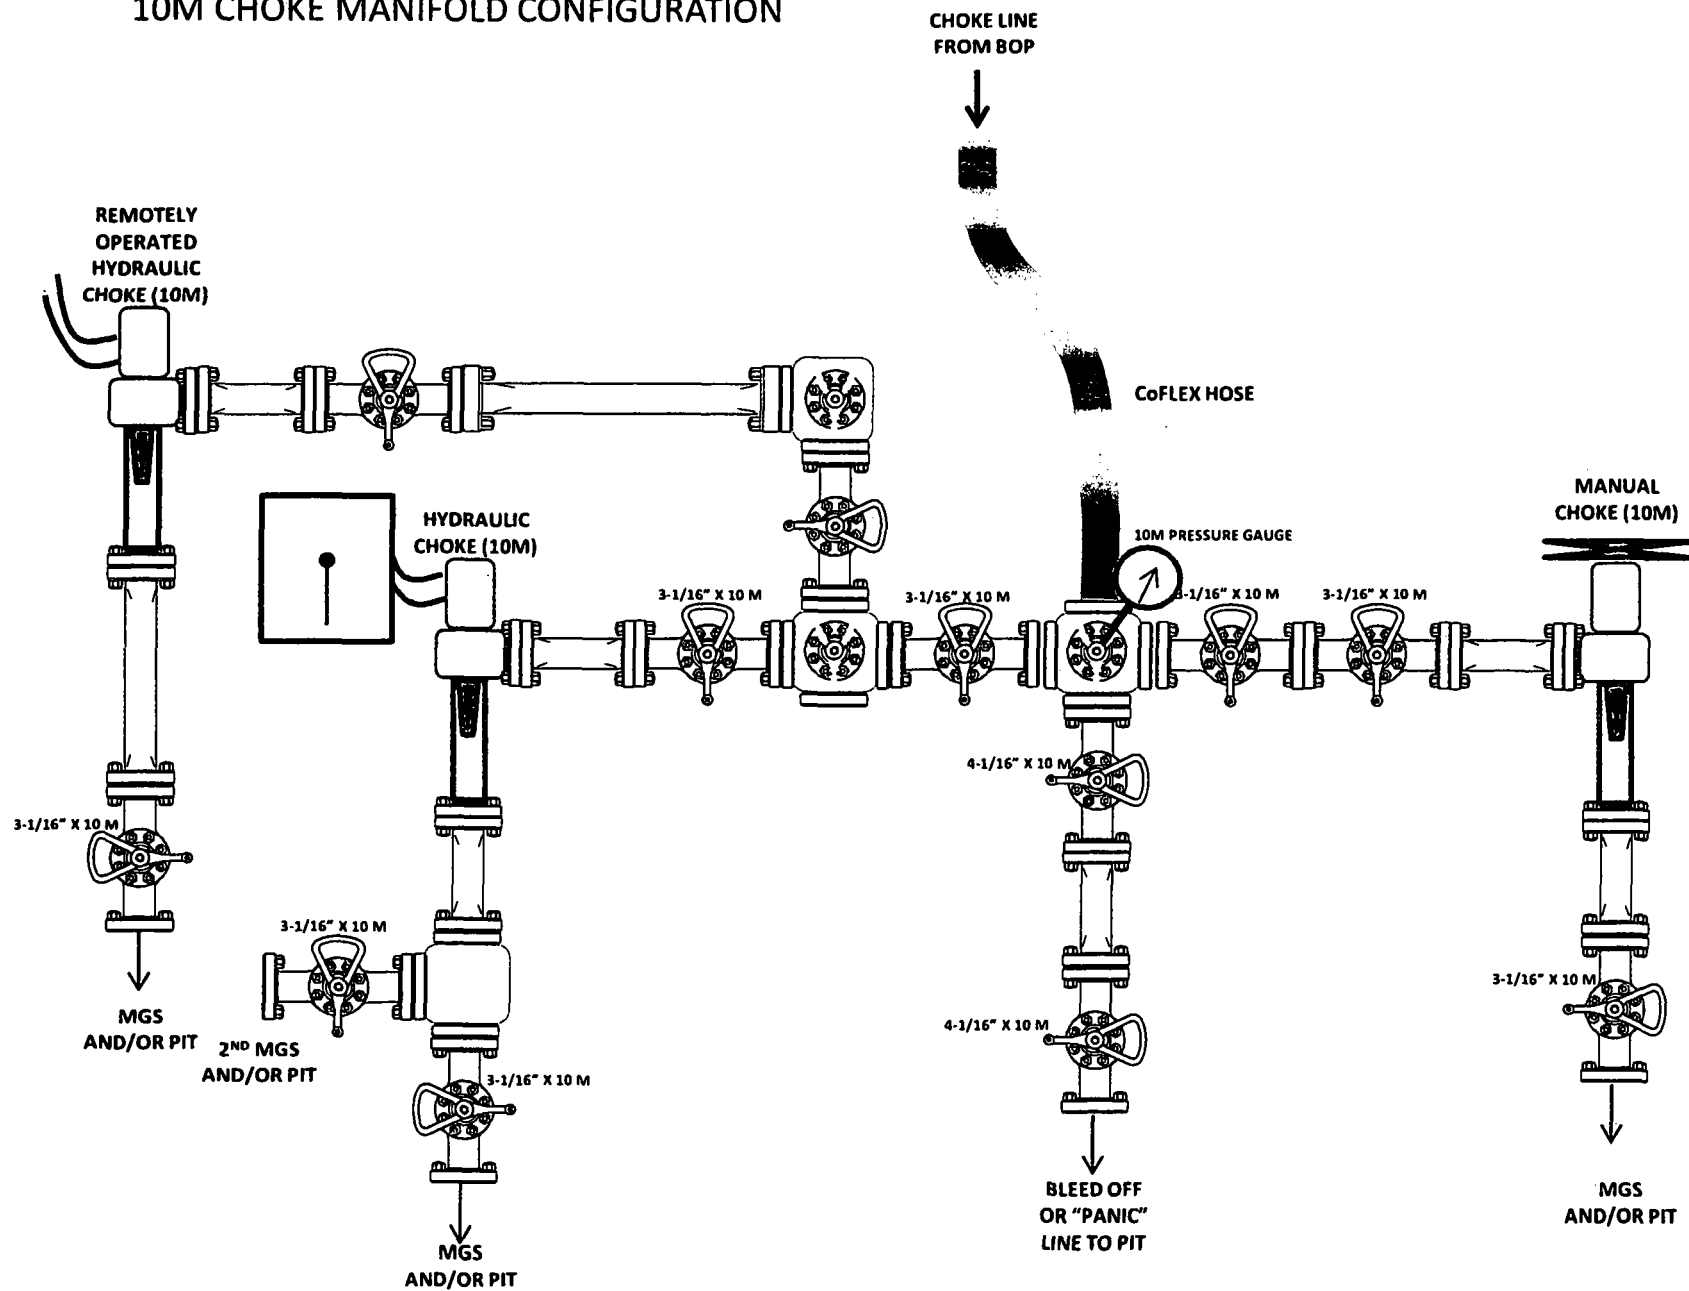 10M CHOKE MANIFOLD CONFIGURATION
CHOKE LINE
FROM BOP
REMOTELY
OPERATED
HYDRAULIC
CHOKE (10M)
CoFLEX HOSE
HYDRAULIC
CHOKE (10M)
MANUAL
CHOKE (10M)
10M PRESSURE GAUGE
3-1/16" X 10 M
3-1/16" X 10 M
3-1/16" X 10 M
3-1/16" X 10 M
4-1/16" X 10 M
3-1/16" X 10 M
3-1/16" X 10 M
3-1/16" X 10 M
4-1/16" X 10 M
MGS
AND/OR PIT
2ND MGS
AND/OR PIT
3-1/16" X 10 M
BLEED OFF
OR "PANIC"
LINE TO PIT
MGS
AND/OR PIT
MGS
AND/OR PIT